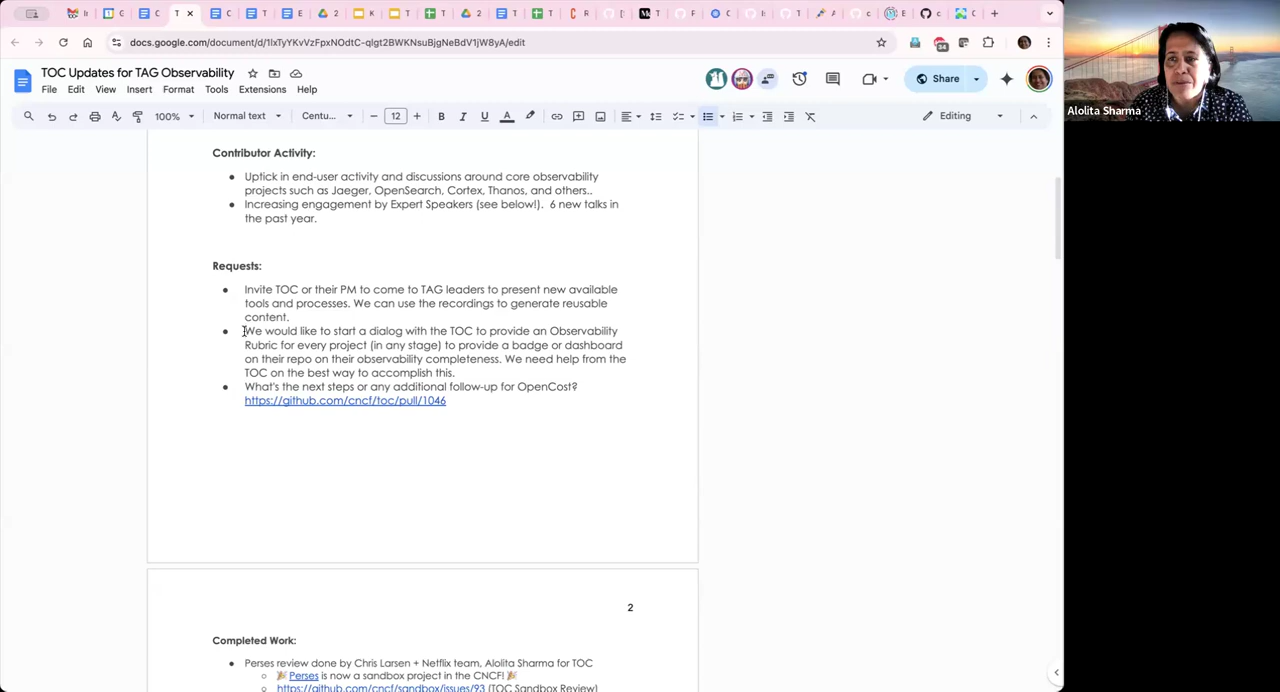 docs.google.com/document/d/1lxTyYKvVzFpxNOdtC-qlgt2BWKNsuBjgNeBdV1jW8yA/edit
34
TOC Updates for TAG Observability
File Edit View Insert Format Tools Extensions Help
Share
100% Normal text Centu... 12 Editing
Alolita Sharma
Contributor Activity:
Uptick in end-user activity and discussions around core observability
projects such as Jaeger, OpenSearch, Cortex, Thanos, and others..
Increasing engagement by Expert Speakers (see below!). 6 new talks in
the past year.
Requests:
Invite TOC or their PM to come to TAG leaders to present new available
tools and processes. We can use the recordings to generate reusable
content.
We would like to start a dialog with the TOC to provide an Observability
Rubric for every project (in any stage) to provide a badge or dashboard
on their repo on their observability completeness. We need help from the
TOC on the best way to accomplish this.
What's the next steps or any additional follow-up for OpenCost?
https://github.com/cncf/toc/pull/1046
2
Completed Work:
Perses review done by Chris Larsen + Netflix team, Alolita Sharma for TOC
🎉 Perses is now a sandbox project in the CNCF! 🎉
https://github.com/cncf/sandbox/issues/93 (TOC Sandbox Review)